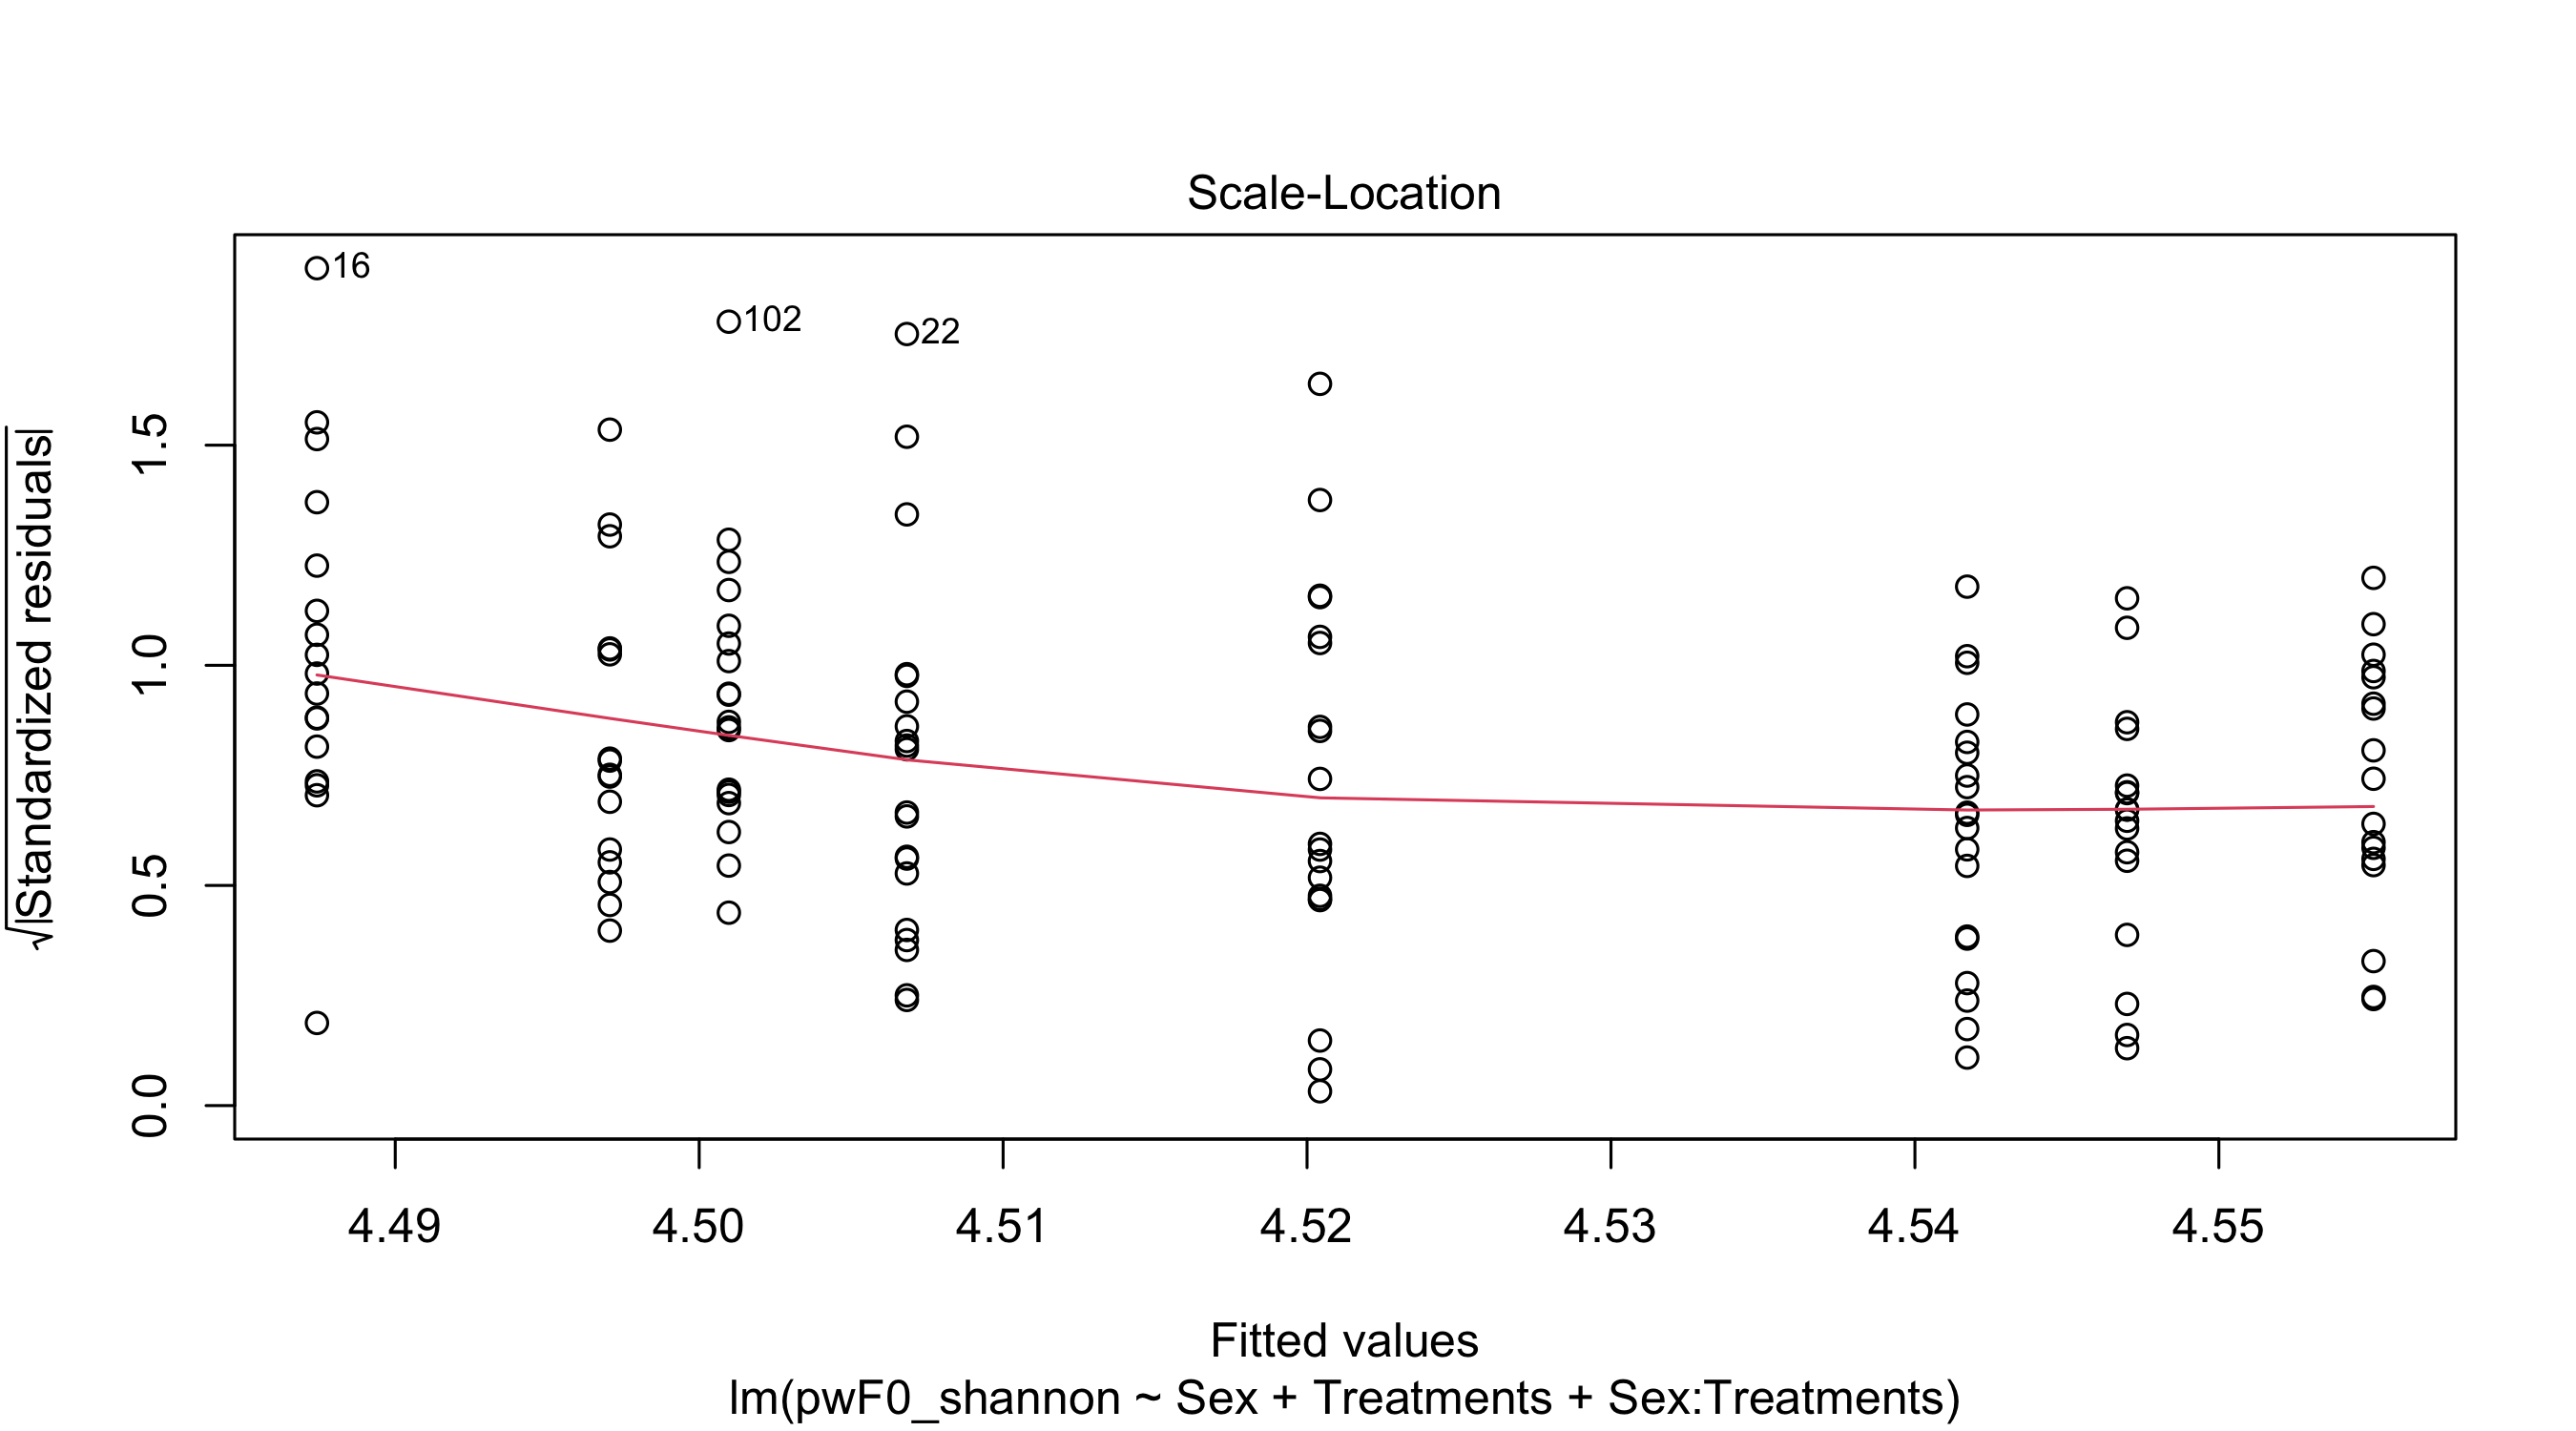 Scale-Location
16
102
22
√|Standardized residuals|
1.5
1.0
0.5
0.0
4.49 4.50 4.51 4.52 4.53 4.54 4.55
Fitted values
lm(pwF0_shannon ~ Sex + Treatments + Sex:Treatments)